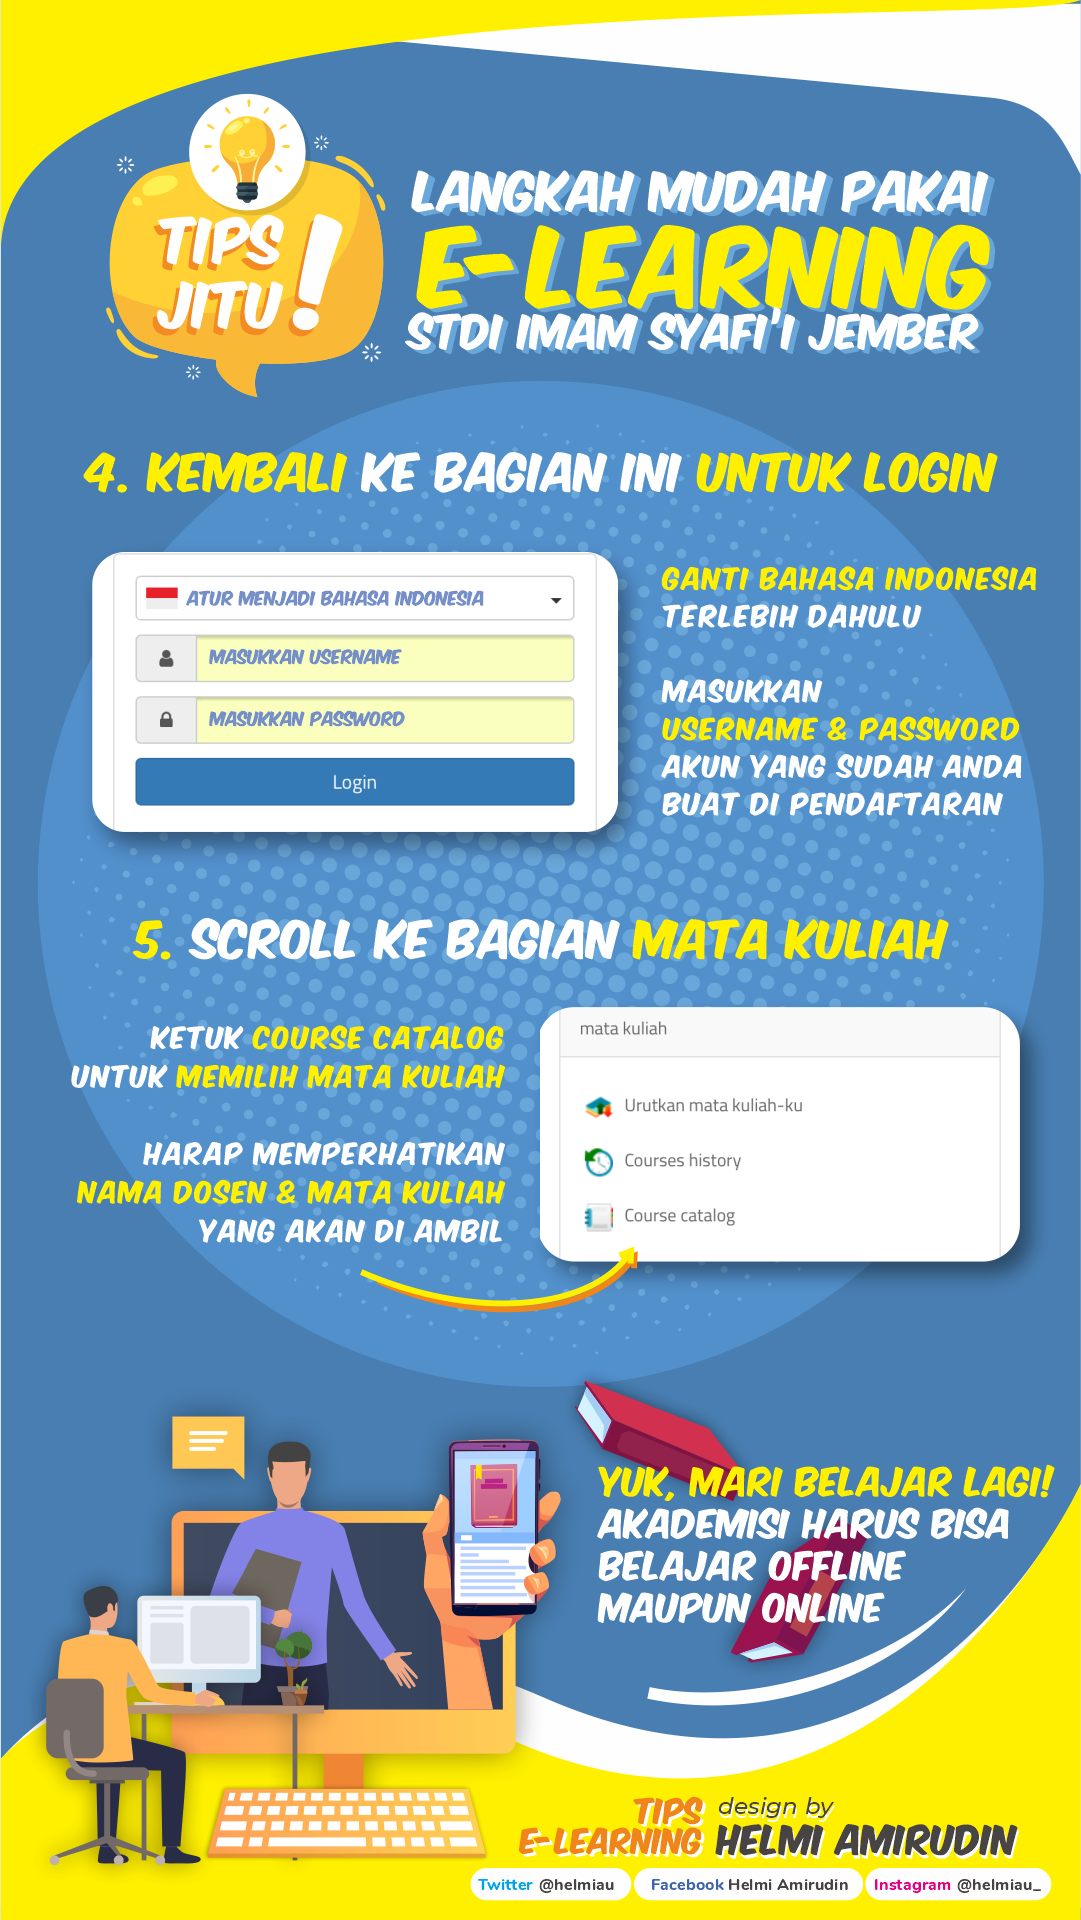 TIPS
JITU!
LANGKAH MUDAH PAKAI
E-LEARNING
STDI IMAM SYAFI'I JEMBER
4. KEMBALI KE BAGIAN INI UNTUK LOGIN
ATUR MENJADI BAHASA INDONESIA
MASUKKAN USERNAME
MASUKKAN PASSWORD
Login
GANTI BAHASA INDONESIA
TERLEBIH DAHULU
MASUKKAN
USERNAME & PASSWORD
AKUN YANG SUDAH ANDA
BUAT DI PENDAFTARAN
5. SCROLL KE BAGIAN MATA KULIAH
KETUK COURSE CATALOG
UNTUK MEMILIH MATA KULIAH
HARAP MEMPERHATIKAN
NAMA DOSEN & MATA KULIAH
YANG AKAN DI AMBIL
mata kuliah
Urutkan mata kuliah-ku
Courses history
Course catalog
YUK, MARI BELAJAR LAGI!
AKADEMISI HARUS BISA
BELAJAR OFFLINE
MAUPUN ONLINE
TIPS
E-LEARNING
design by
HELMI AMIRUDIN
Twitter @helmiau
Facebook Helmi Amirudin
Instagram @helmiau_